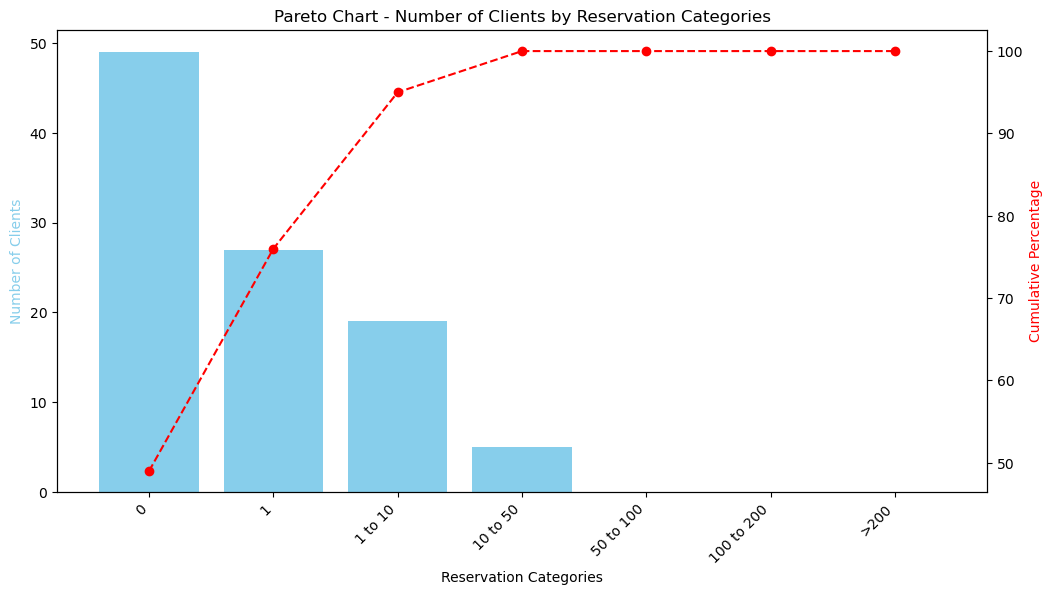 Pareto Chart - Number of Clients by Reservation Categories
50
40
30
20
10
0
Number of Clients
100
90
80
70
60
50
Cumulative Percentage
0
1
1 to 10
10 to 50
50 to 100
100 to 200
>200
Reservation Categories